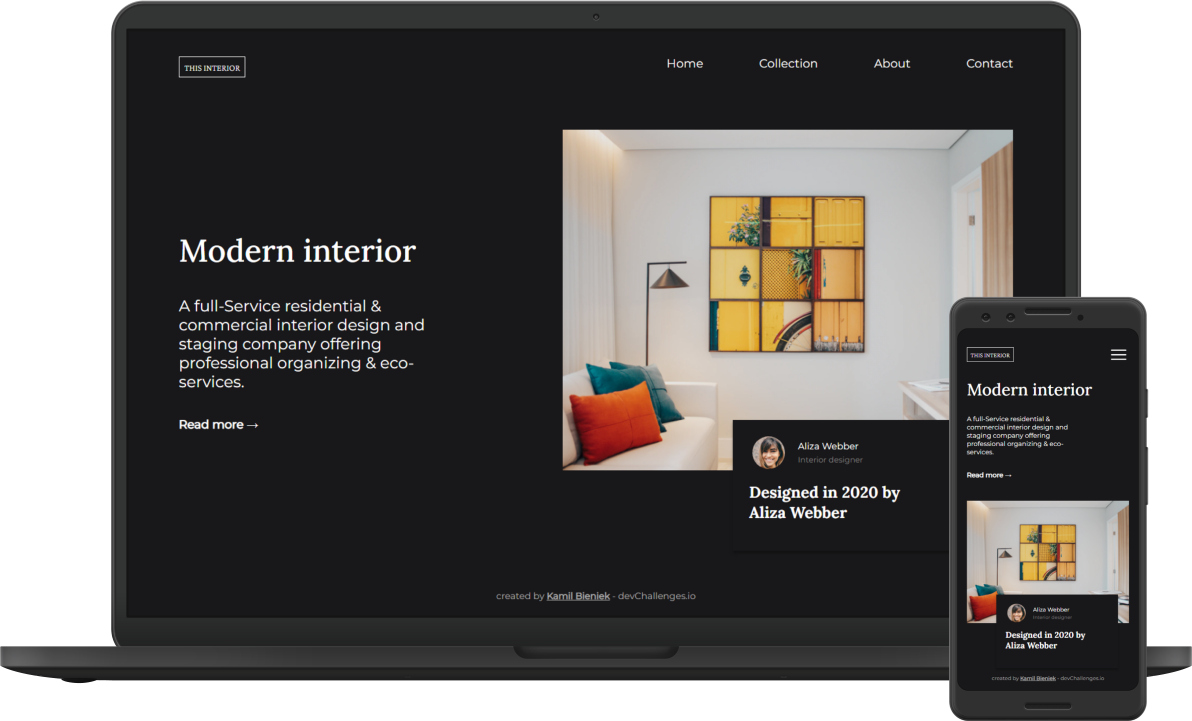 THIS INTERIOR
Home Collection About Contact
Modern interior
A full-Service residential &
commercial interior design and
staging company offering
professional organizing & eco-
services.
Read more →
Aliza Webber
Interior designer
Designed in 2020 by
Aliza Webber
created by Kamil Bieniek - devChallenges.io
THIS INTERIOR
Modern interior
A full-Service residential &
commercial interior design and
staging company offering
professional organizing & eco-
services.
Read more →
Aliza Webber
Interior designer
Designed in 2020 by
Aliza Webber
created by Kamil Bieniek - devChallenges.io